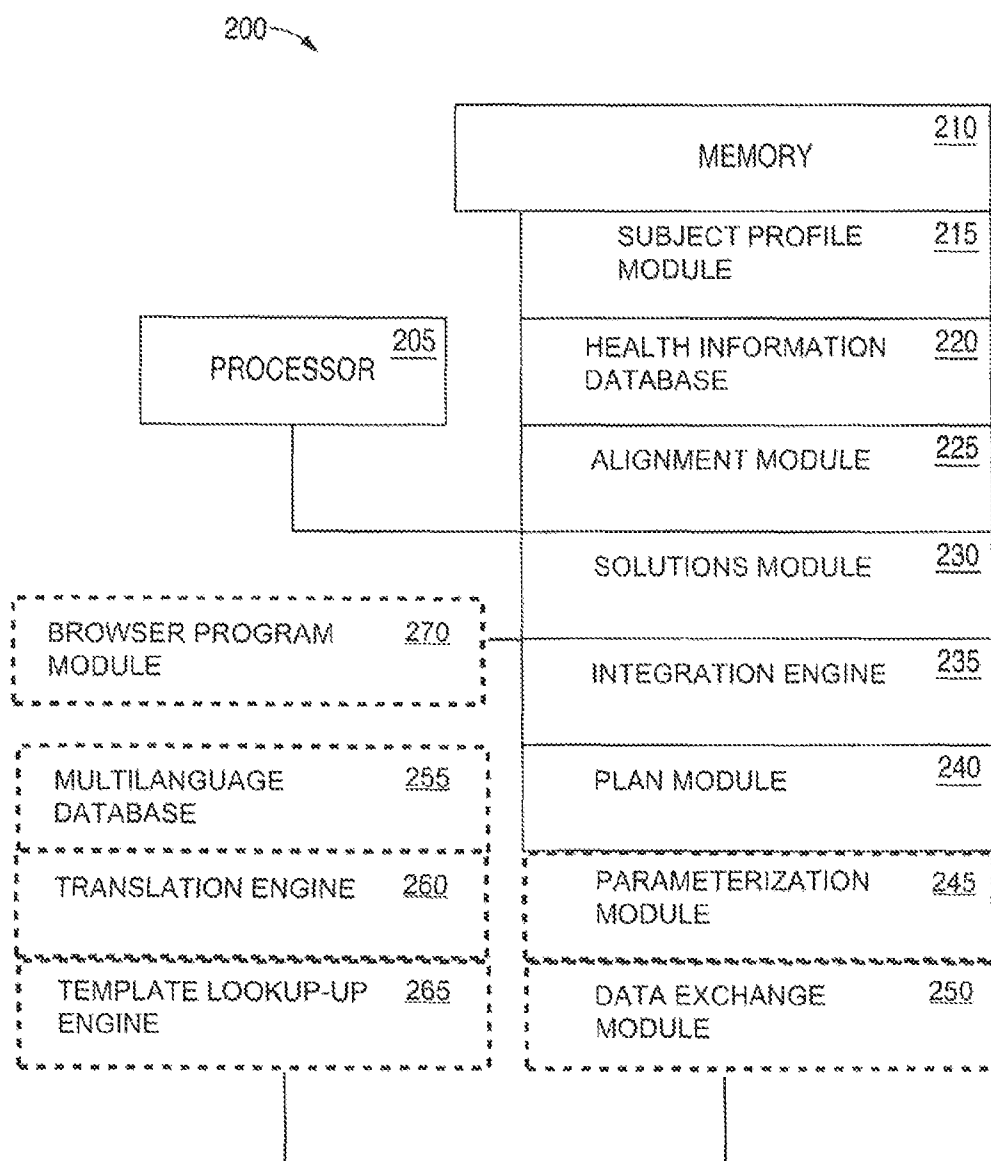 200
MEMORY 210
SUBJECT PROFILE 215
MODULE
PROCESSOR 205
HEALTH INFORMATION 220
DATABASE
ALIGNMENT MODULE 225
SOLUTIONS MODULE 230
BROWSER PROGRAM 270
MODULE
INTEGRATION ENGINE 235
MULTILANGUAGE 255
DATABASE
PLAN MODULE 240
TRANSLATION ENGINE 260
PARAMETERIZATION 245
MODULE
TEMPLATE LOOKUP-UP 265
ENGINE
DATA EXCHANGE 250
MODULE